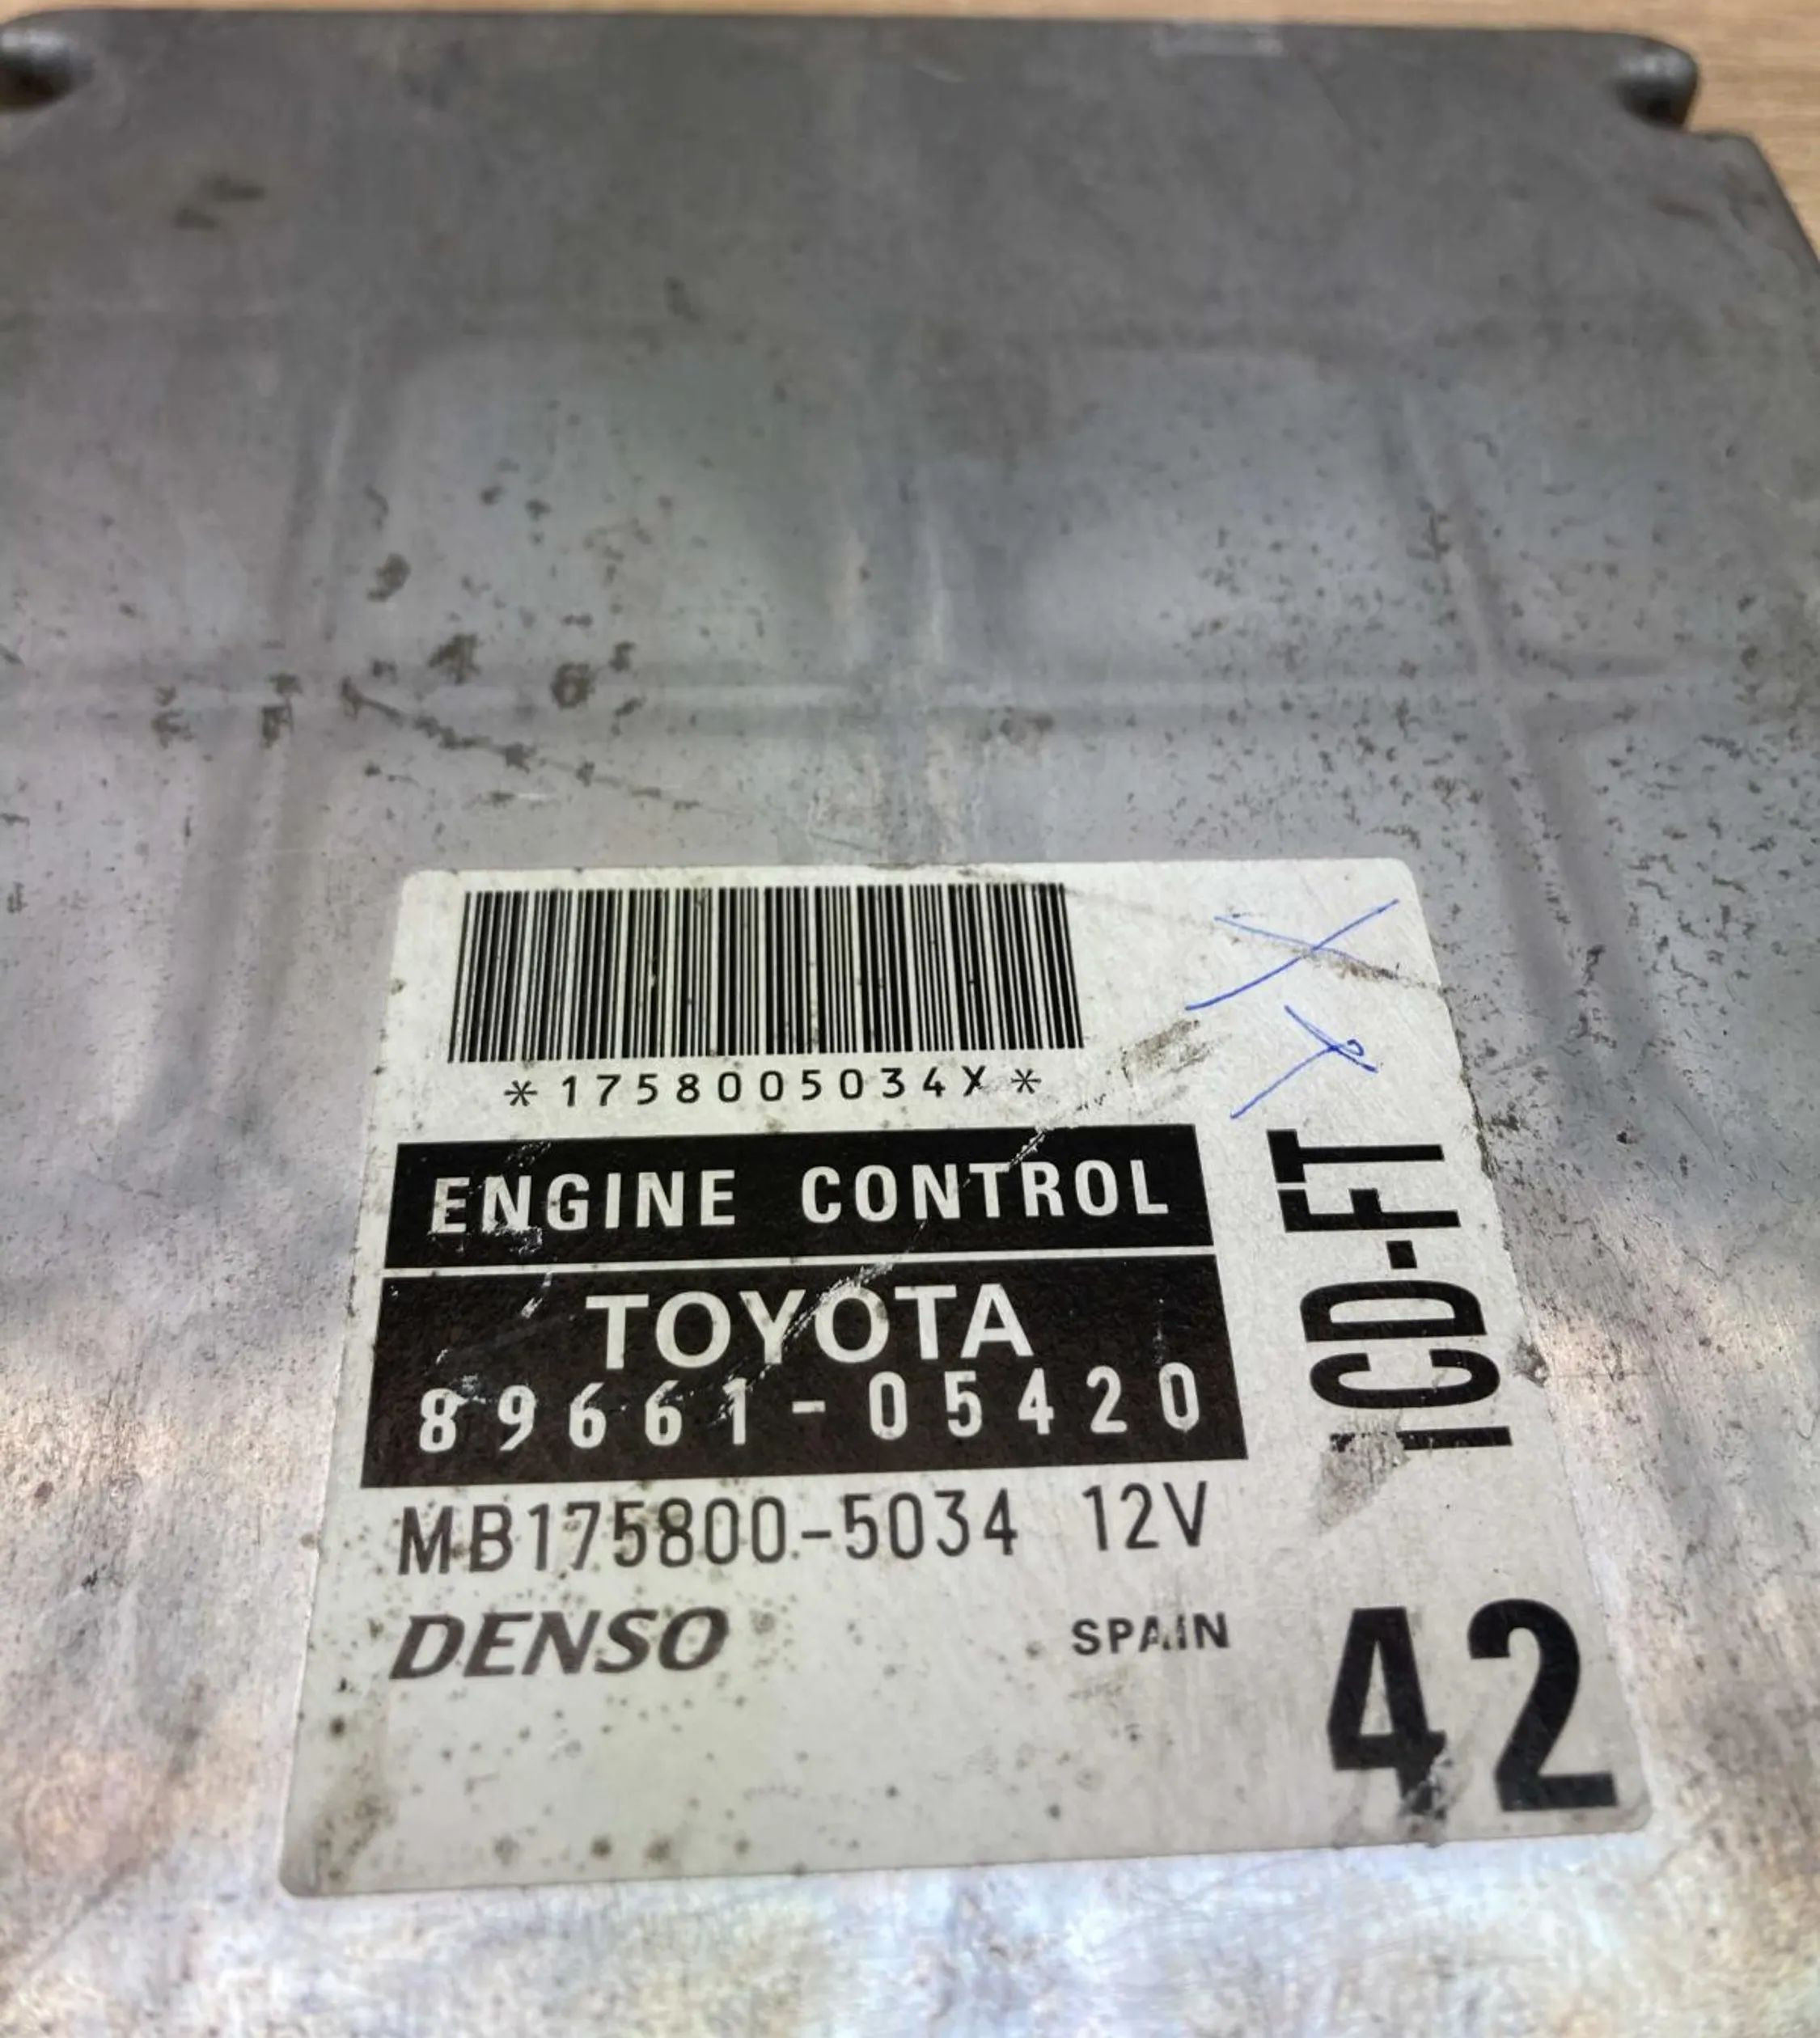 *1758005034X*
ENGINE CONTROL
TOYOTA
89661-05420
MB175800-5034 12V
DENSO SPAIN
1CD-FT
42